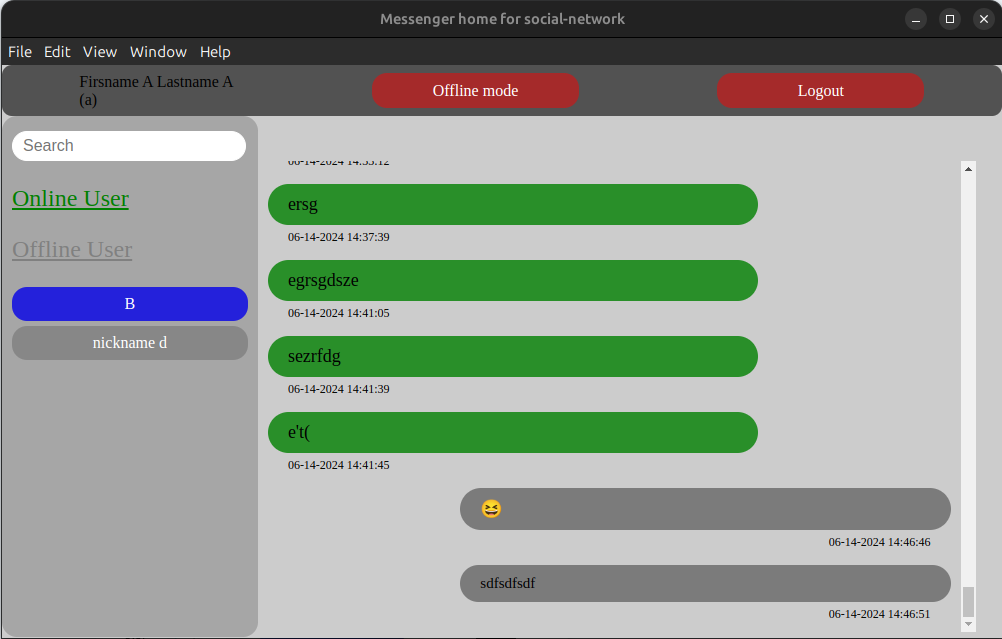 Messenger home for social-network
File Edit View Window Help
Firsname A Lastname A
(a)
Offline mode
Logout
Search
Online User
Offline User
B
nickname d
ersg
06-14-2024 14:37:39
egrsgdsze
06-14-2024 14:41:05
sezrfdg
06-14-2024 14:41:39
e't(
06-14-2024 14:41:45
😆
06-14-2024 14:46:46
sdfsdfsdf
06-14-2024 14:46:51